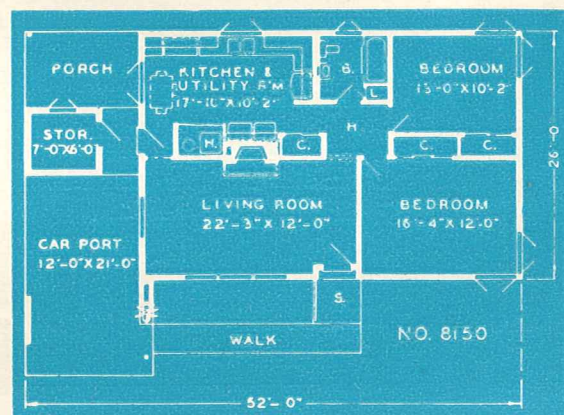 PORCH
KITCHEN &
UTILITY R'M
17'-10"X10'-2"
B.
L.
BEDROOM
13'-0"X10'-2"
STOR.
7'-0"X6'-0"
H.
C.
H
C.
C.
26'-0
LIVING ROOM
22'-3"X12'-0"
BEDROOM
16'-4"X12'-0"
CAR PORT
12'-0"X21'-0"
S.
WALK
NO. 8150
52'-0"